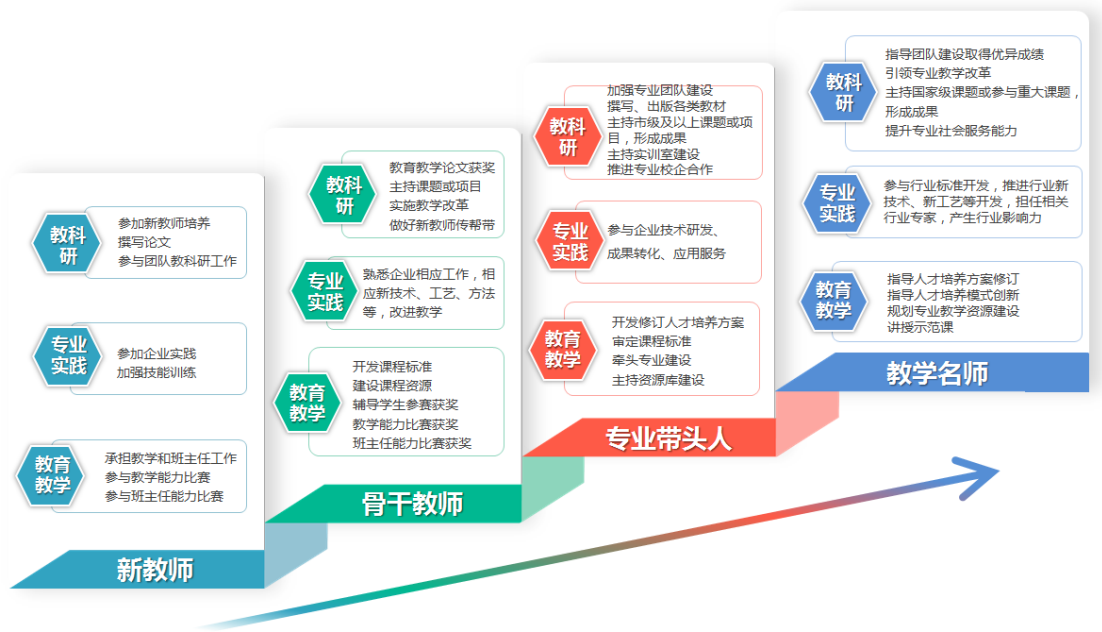 教科
研
参加新教师培养
撰写论文
参与团队教科研工作
专业
实践
参加企业实践
加强技能训练
教育
教学
承担教学和班主任工作
参与教学能力比赛
参与班主任能力比赛
新教师
教科
研
教育教学论文获奖
主持课题或项目
实施教学改革
做好新教师传帮带
专业
实践
熟悉企业相应工作，相
应新技术、工艺、方法
等，改进教学
教育
教学
开发课程标准
建设课程资源
辅导学生参赛获奖
教学能力比赛获奖
班主任能力比赛获奖
骨干教师
教科
研
加强专业团队建设
撰写、出版各类教材
主持市级及以上课题或项
目，形成成果
主持实训室建设
推进专业校企合作
专业
实践
参与企业技术研发、
成果转化、应用服务
教育
教学
开发修订人才培养方案
审定课程标准
牵头专业建设
主持资源库建设
专业带头人
教科
研
指导团队建设取得优异成绩
引领专业教学改革
主持国家级课题或参与重大课题，
形成成果
提升专业社会服务能力
专业
实践
参与行业标准开发，推进行业新
技术、新工艺等开发，担任相关
行业专家，产生行业影响力
教育
教学
指导人才培养方案修订
指导人才培养模式创新
规划专业教学资源建设
讲授示范课
教学名师